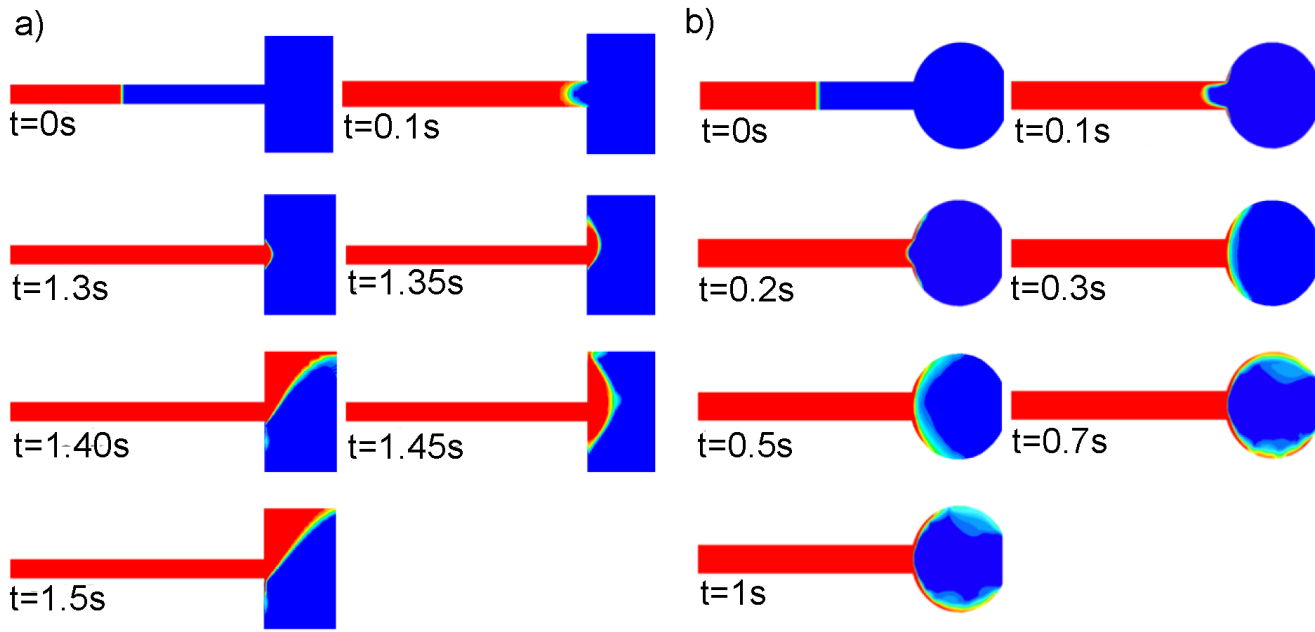 a)
t=0s
t=0.1s
t=1.3s
t=1.35s
t=1.40s
t=1.45s
t=1.5s
b)
t=0s
t=0.1s
t=0.2s
t=0.3s
t=0.5s
t=0.7s
t=1s